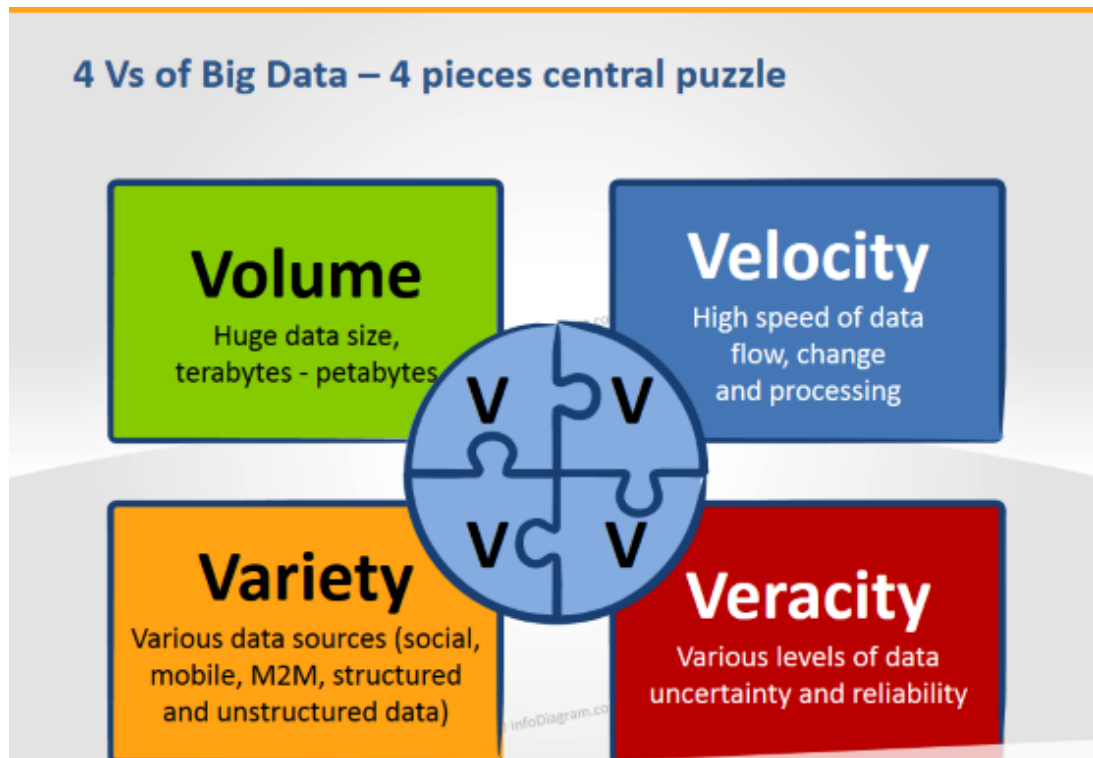 4 Vs of Big Data – 4 pieces central puzzle
Volume
Huge data size,
terabytes - petabytes
Velocity
High speed of data
flow, change
and processing
V V
V V
Variety
Various data sources (social,
mobile, M2M, structured
and unstructured data)
Veracity
Various levels of data
uncertainty and reliability
infoDiagram.co